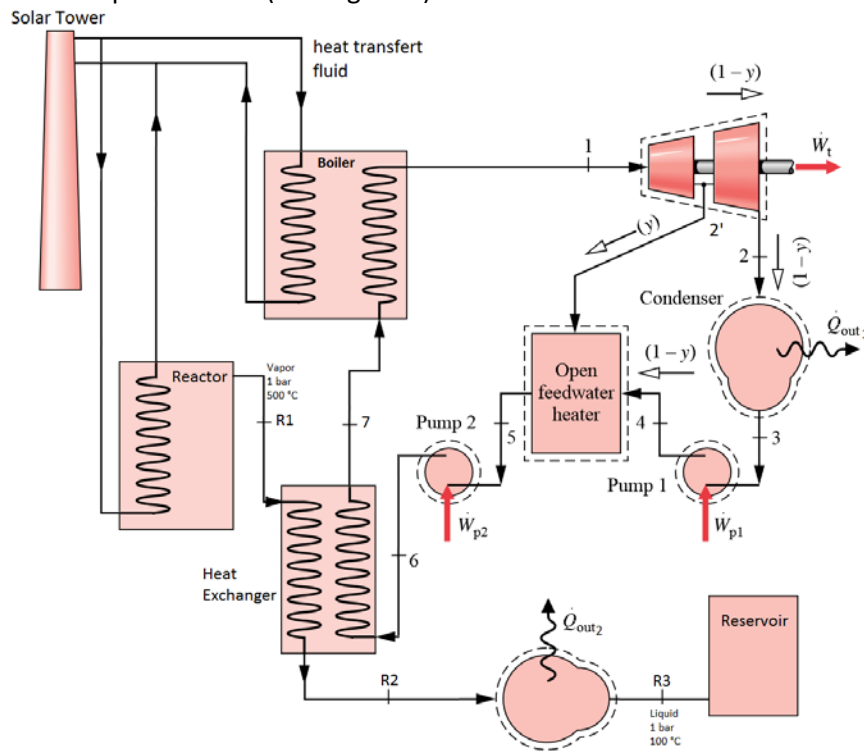 Solar Tower
heat transfert
fluid
(1 – y)
Boiler
1
Ẇt
(y)
2'
2
(1 – y)
Condenser
Q̇out
Reactor
Vapor
1 bar
500 °C
R1
7
Open
feedwater
heater
(1 – y)
Pump 2
5
4
3
Pump 1
Ẇp2
Ẇp1
6
Heat
Exchanger
Q̇out2
Reservoir
R2
R3
Liquid
1 bar
100 °C